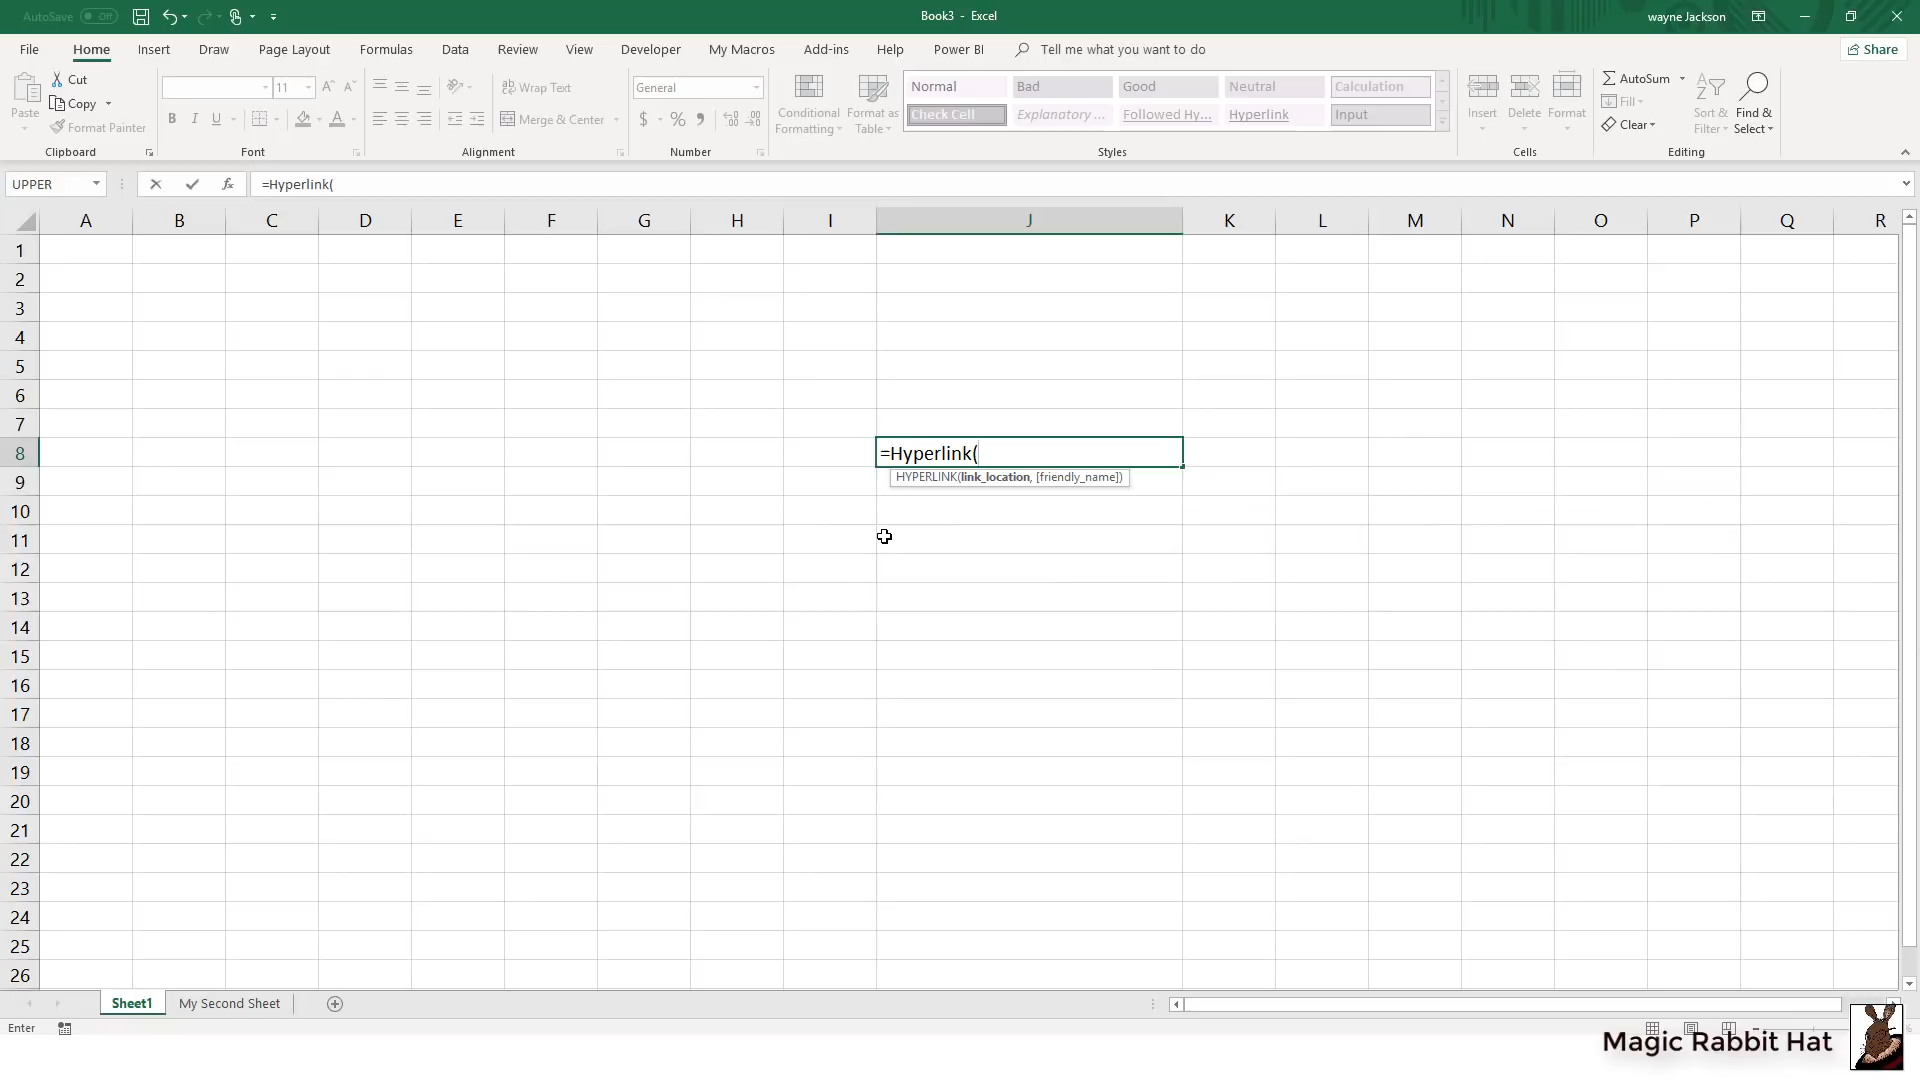 AutoSave Off
Book3 - Excel
wayne Jackson
File Home Insert Draw Page Layout Formulas Data Review View Developer My Macros Add-ins Help Power BI Tell me what you want to do Share
Paste
Cut
Copy
Format Painter
Clipboard
11
B I U
Font
Wrap Text
Merge & Center
Alignment
General
$ % 9
Number
Conditional Formatting
Format as Table
Normal Bad Good Neutral Calculation
Check Cell Explanatory ... Followed Hy... Hyperlink Input
Styles
Insert Delete Format
Cells
AutoSum
Fill
Clear
Sort & Filter
Find & Select
Editing
UPPER
fx
=Hyperlink(
A B C D E F G H I J K L M N O P Q R
1
2
3
4
5
6
7
8 =Hyperlink(
HYPERLINK(link_location, [friendly_name])
9
10
11
12
13
14
15
16
17
18
19
20
21
22
23
24
25
26
Sheet1 My Second Sheet
Enter
Magic Rabbit Hat